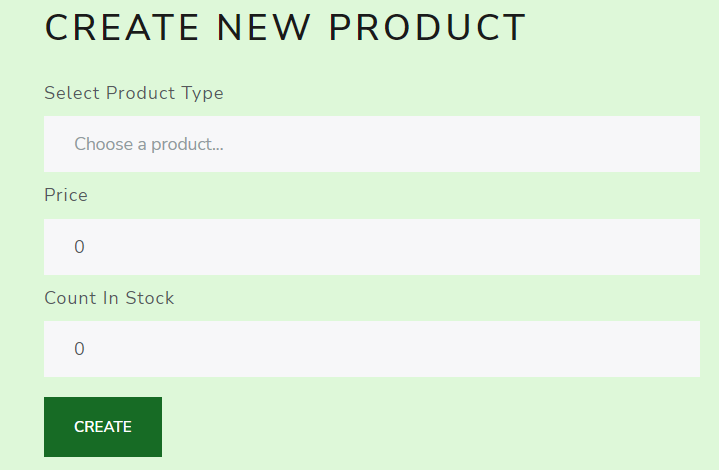 CREATE NEW PRODUCT
Select Product Type
Choose a product...
Price
0
Count In Stock
0
CREATE